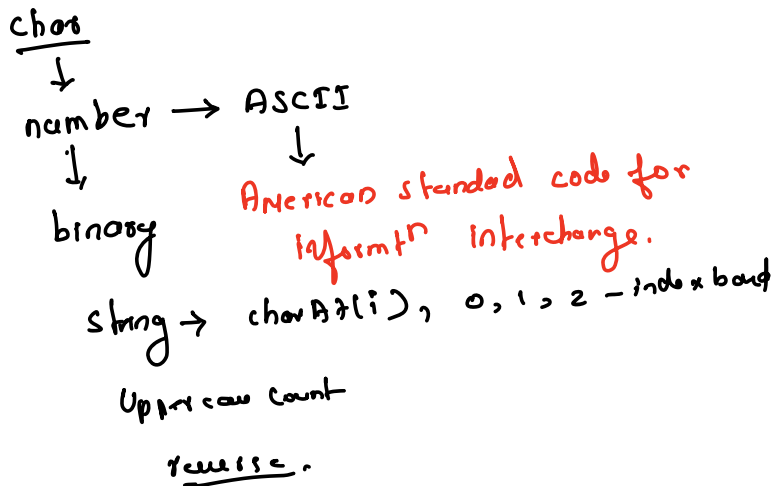 char
number → ASCII
binary
American standad code for
informtⁿ interchange.
string → charAt(i), 0, 1, 2 - index based
Uppercase count
reverse.